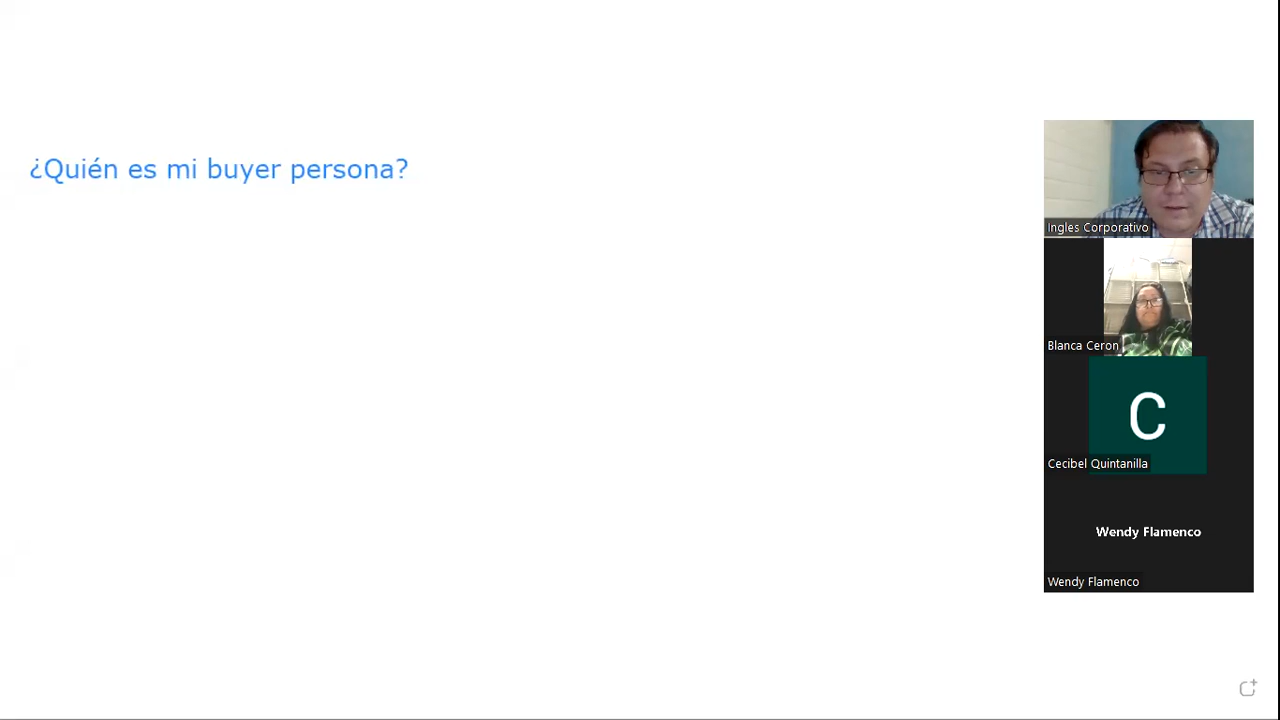 ¿Quién es mi buyer persona?
Ingles Corporativo
Blanca Ceron
C
Cecibel Quintanilla
Wendy Flamenco
Wendy Flamenco